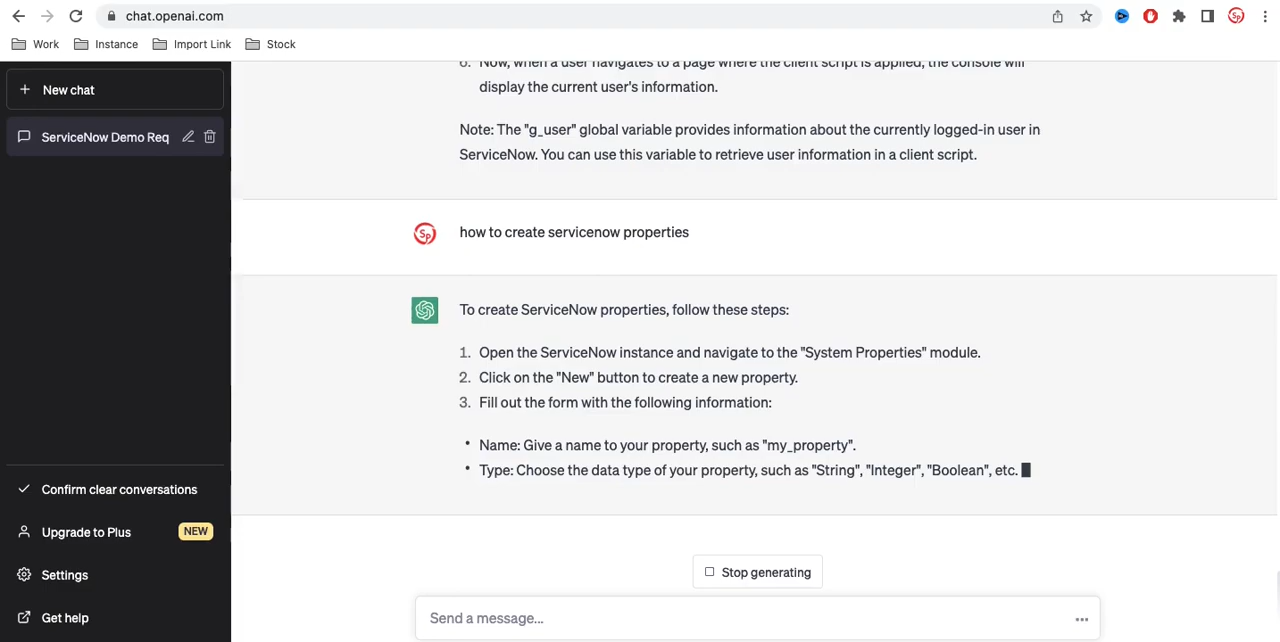 chat.openai.com
Sp
Work
Instance
Import Link
Stock
+ New chat
ServiceNow Demo Req
6. Now, when a user navigates to a page where the client script is applied, the console will
display the current user's information.
Note: The "g_user" global variable provides information about the currently logged-in user in
ServiceNow. You can use this variable to retrieve user information in a client script.
Sp
how to create servicenow properties
To create ServiceNow properties, follow these steps:
1. Open the ServiceNow instance and navigate to the "System Properties" module.
2. Click on the "New" button to create a new property.
3. Fill out the form with the following information:
• Name: Give a name to your property, such as "my_property".
• Type: Choose the data type of your property, such as "String", "Integer", "Boolean", etc.
Confirm clear conversations
Upgrade to Plus
NEW
Settings
Get help
Stop generating
Send a message...